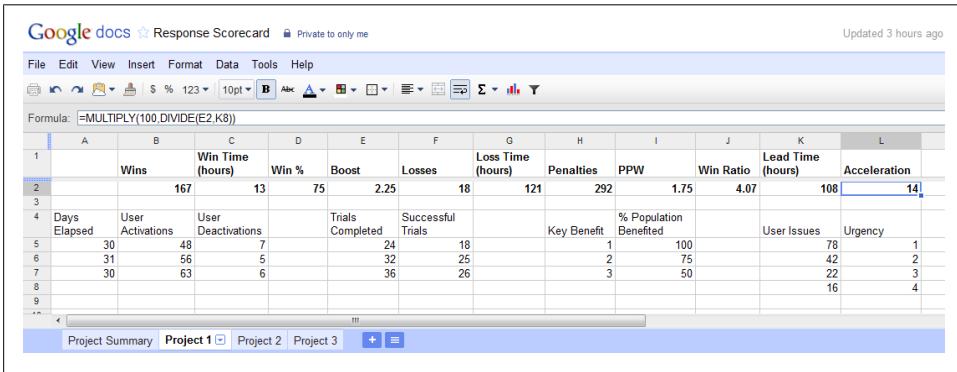 Google docs Response Scorecard Private to only me Updated 3 hours ago
File Edit View Insert Format Data Tools Help
$ % 123 10pt B Abc A Σ
Formula: =MULTIPLY(100,DIVIDE(E2,K8))
A B C D E F G H I J K L
1 Wins Win Time (hours) Win % Boost Losses Loss Time (hours) Penalties PPW Win Ratio Lead Time (hours) Acceleration
2 167 13 75 2.25 18 121 292 1.75 4.07 108 14
3
4 Days Elapsed User Activations User Deactivations Trials Completed Successful Trials Key Benefit % Population Benefited User Issues Urgency
5 30 48 7 24 18 1 100 78 1
6 31 56 5 32 25 2 75 42 2
7 30 63 6 36 26 3 50 22 3
8 16 4
9
Project Summary Project 1 Project 2 Project 3